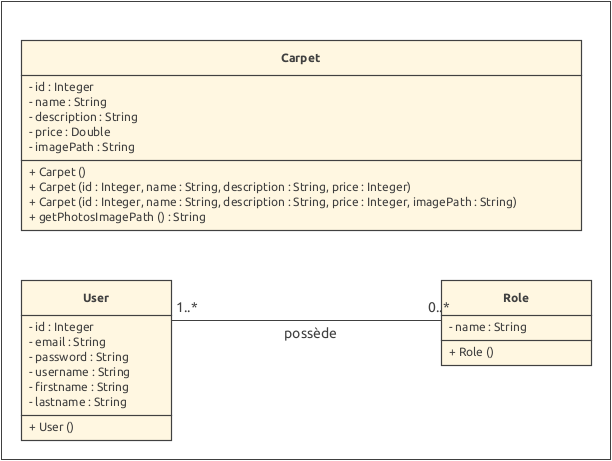 Carpet
- id : Integer
- name : String
- description : String
- price : Double
- imagePath : String
+ Carpet ()
+ Carpet (id : Integer, name : String, description : String, price : Integer)
+ Carpet (id : Integer, name : String, description : String, price : Integer, imagePath : String)
+ getPhotosImagePath () : String
User
- id : Integer
- email : String
- password : String
- username : String
- firstname : String
- lastname : String
+ User ()
1..*
possède
0..*
Role
- name : String
+ Role ()